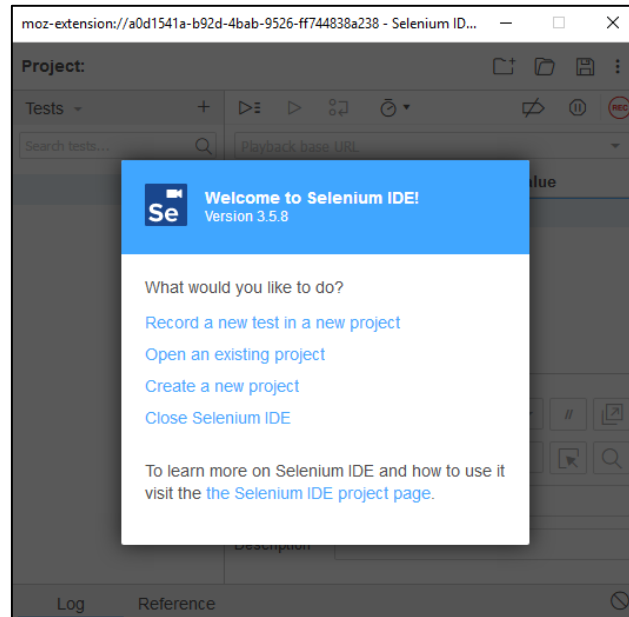 moz-extension://a0d1541a-b92d-4bab-9526-ff744838a238 - Selenium ID...
Project:
Tests
Search tests...
Playback base URL
REC
alue
Se
Welcome to Selenium IDE!
Version 3.5.8
What would you like to do?
Record a new test in a new project
Open an existing project
Create a new project
Close Selenium IDE
//
To learn more on Selenium IDE and how to use it
visit the the Selenium IDE project page.
Description
Log Reference